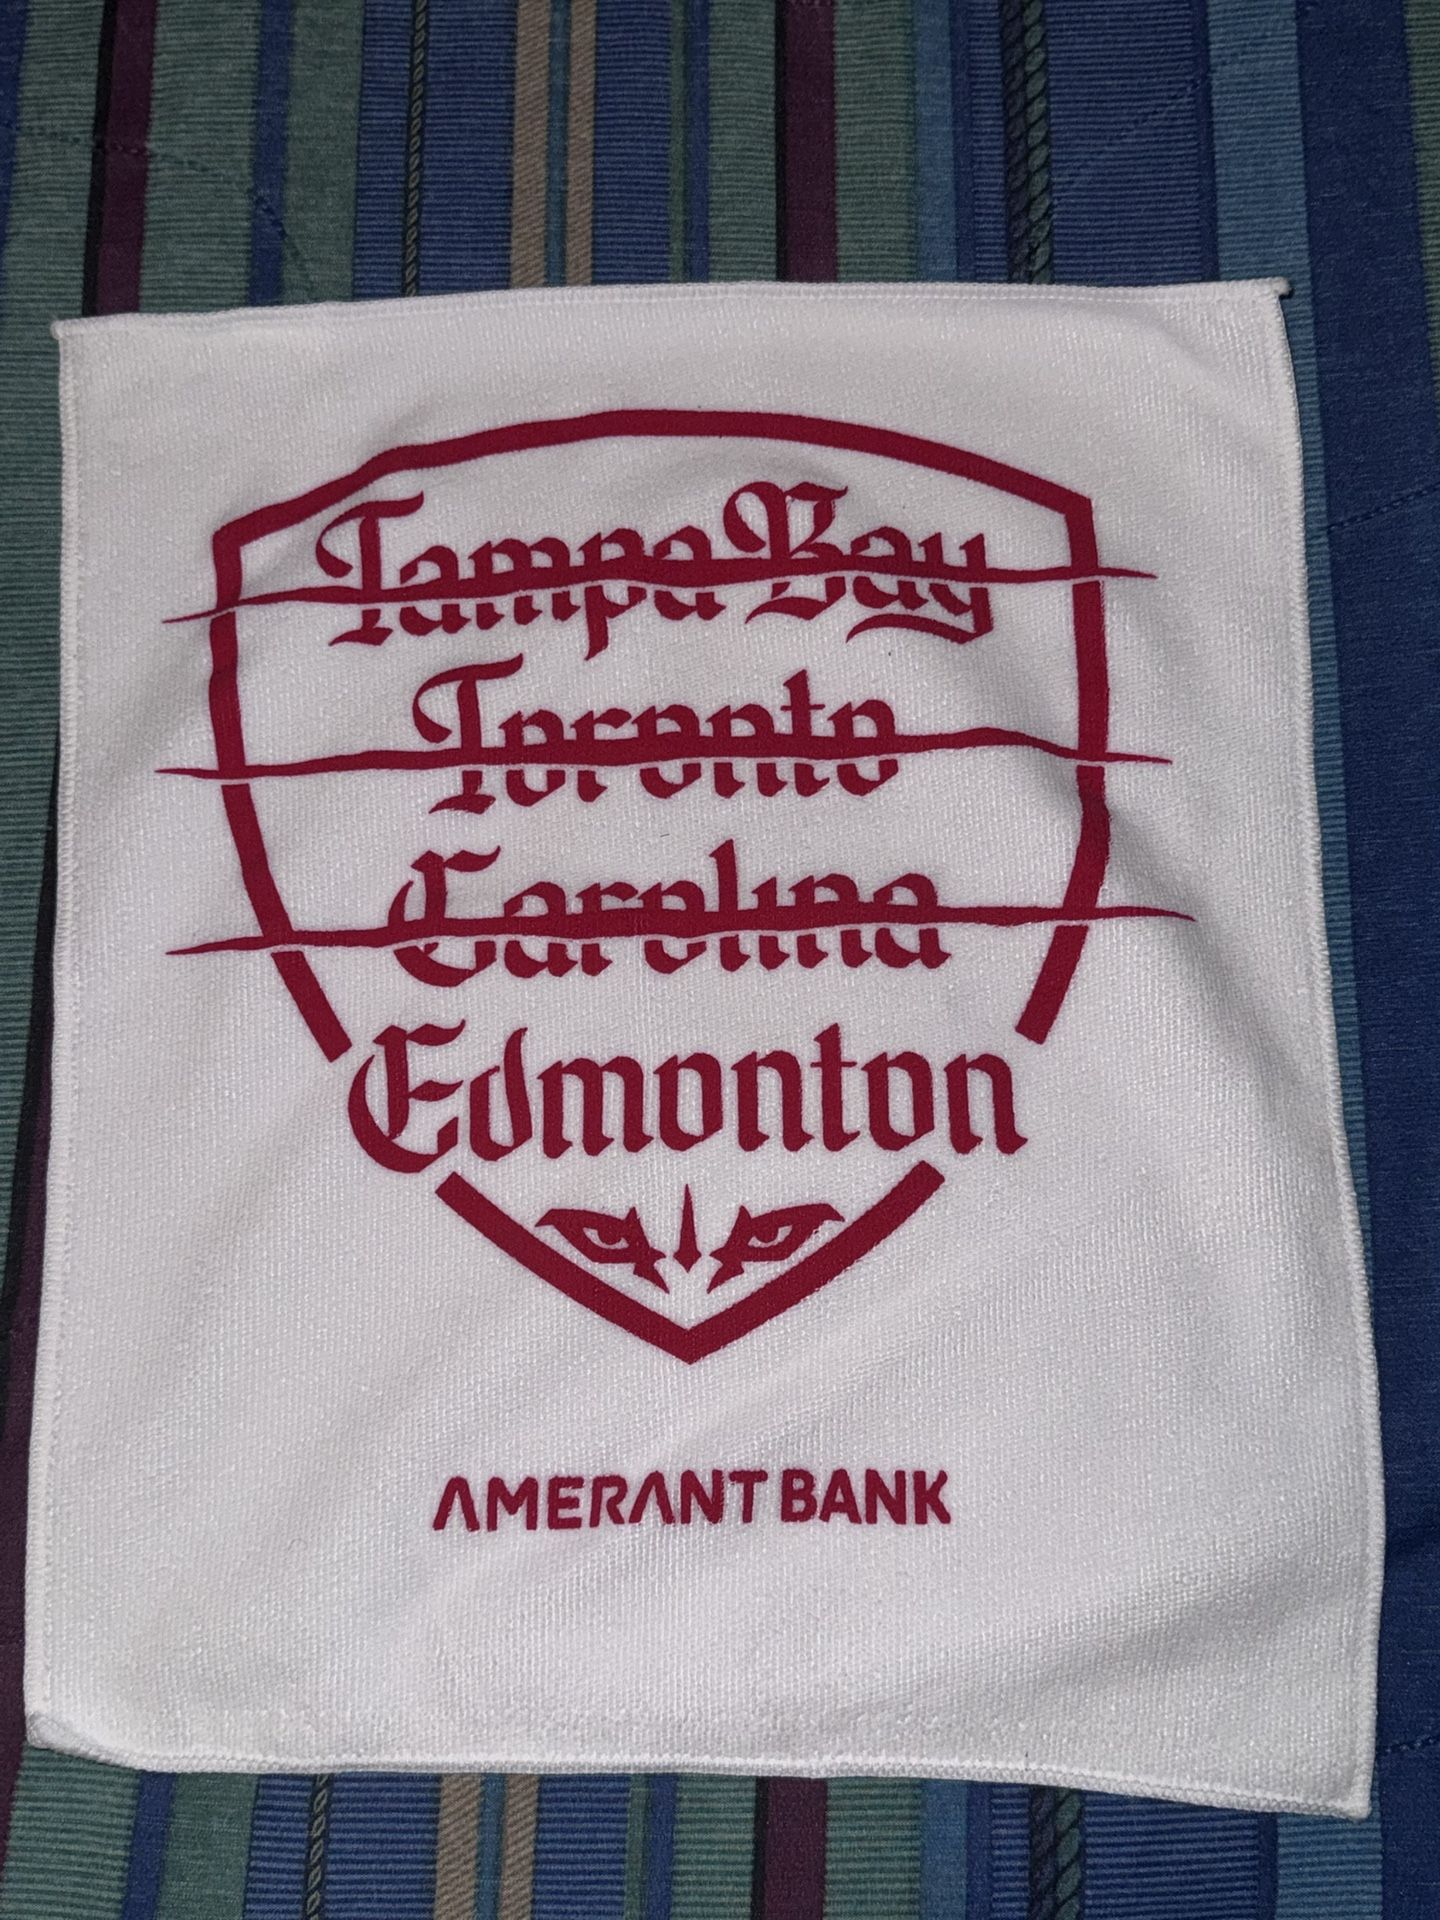 Tampa Bay
Toronto
Carolina
Edmonton
AMERANT BANK